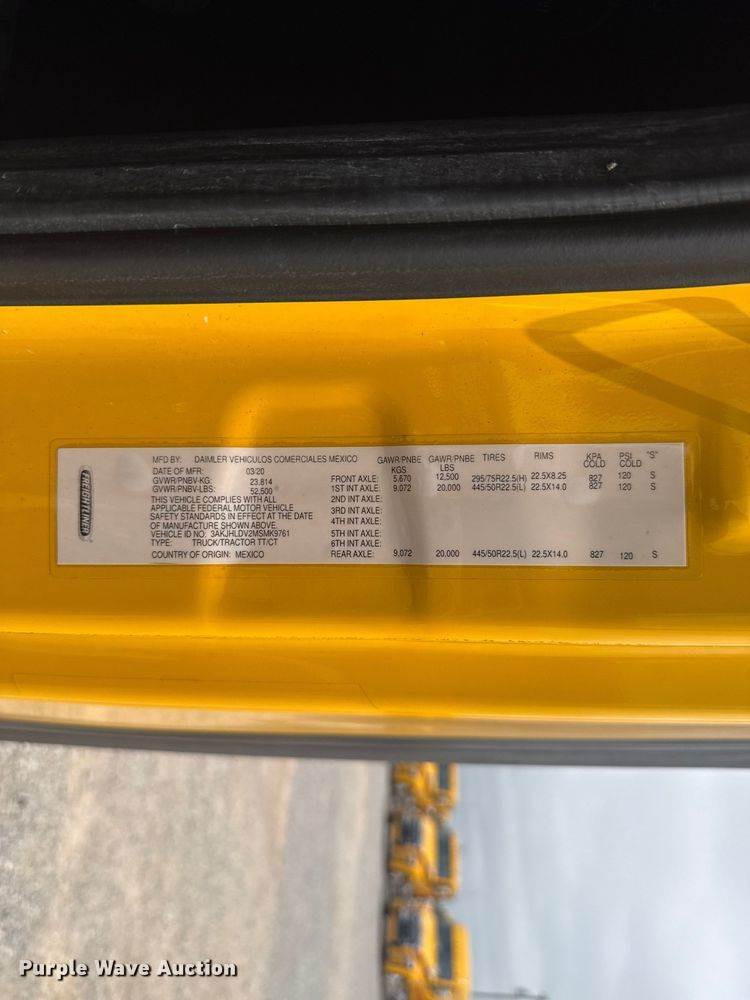 FREIGHTLINER
MFD BY: DAIMLER VEHICULOS COMERCIALES MEXICO
DATE OF MFR: 03/20
GVWR/PNBV-KG: 23,814
GVWR/PNBV-LBS: 52,500
THIS VEHICLE COMPLIES WITH ALL
APPLICABLE FEDERAL MOTOR VEHICLE
SAFETY STANDARDS IN EFFECT AT THE DATE
OF MANUFACTURE SHOWN ABOVE.
VEHICLE ID NO.: 3AKJHLDV2MSMK9761
TYPE: TRUCK/TRACTOR TT/CT
COUNTRY OF ORIGIN: MEXICO
GAWR/PNBE KGS GAWR/PNBE LBS TIRES RIMS KPA COLD PSI COLD "S"
FRONT AXLE: 5,670 12,500 295/75R22.5(H) 22.5X8.25 827 120 S
1ST INT AXLE: 9,072 20,000 445/50R22.5(L) 22.5X14.0 827 120 S
2ND INT AXLE:
3RD INT AXLE:
4TH INT AXLE:
5TH INT AXLE:
6TH INT AXLE:
REAR AXLE: 9,072 20,000 445/50R22.5(L) 22.5X14.0 827 120 S
Purple Wave Auction